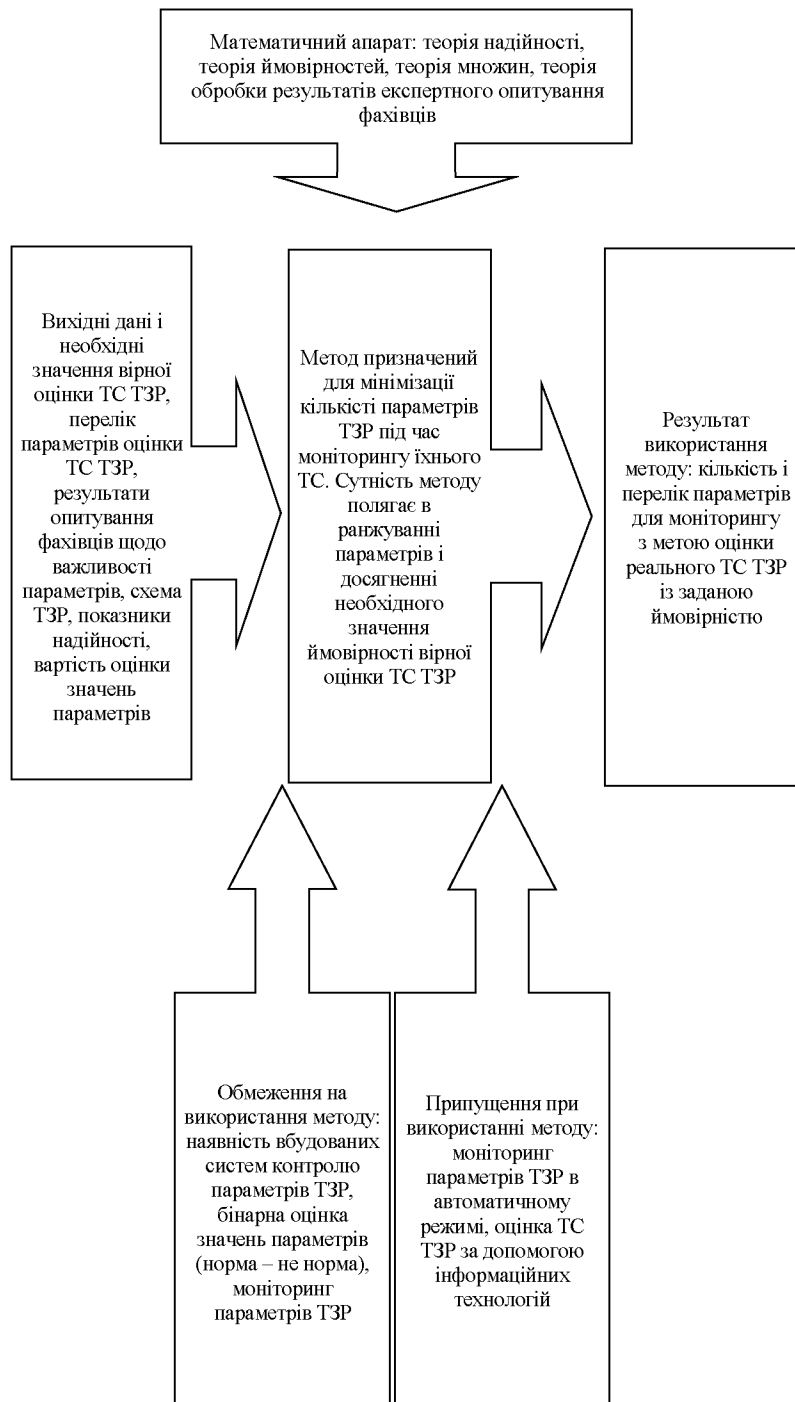 Математичний апарат: теорія надійності,
теорія ймовірностей, теорія множин, теорія
обробки результатів експертного опитування
фахівців
Вихідні дані і
необхідні
значення вірної
оцінки ТС ТЗР,
перелік
параметрів оцінки
ТС ТЗР,
результати
опитування
фахівців щодо
важливості
параметрів, схема
ТЗР, показники
надійності,
вартість оцінки
значень
параметрів
Метод призначений
для мінімізації
кількості параметрів
ТЗР під час
моніторингу їхнього
ТС. Сутність методу
полягає в
ранжуванні
параметрів і
досягненні
необхідного
значення
ймовірності вірної
оцінки ТС ТЗР
Результат
використання
методу: кількість і
перелік параметрів
для моніторингу
з метою оцінки
реального ТС ТЗР
із заданою
ймовірністю
Обмеження на
використання методу:
наявність вбудованих
систем контролю
параметрів ТЗР,
бінарна оцінка
значень параметрів
(норма – не норма),
моніторинг
параметрів ТЗР
Припущення при
використанні методу:
моніторинг
параметрів ТЗР в
автоматичному
режимі, оцінка ТС
ТЗР за допомогою
інформаційних
технологій